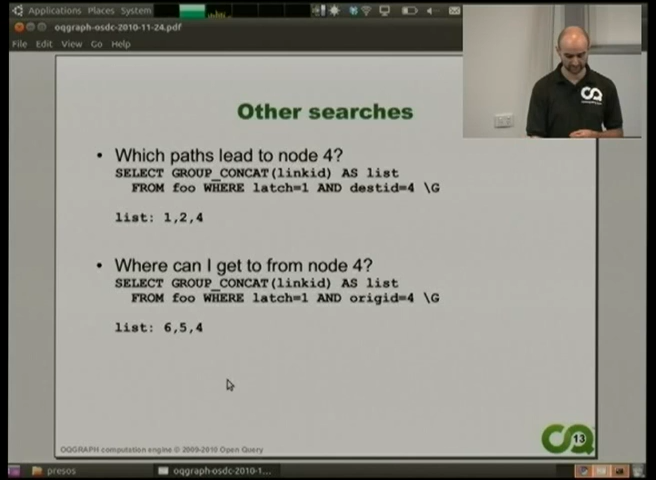 Applications Places System
oqgraph-osdc-2010-11-24.pdf
File Edit View Go Help
Other searches
• Which paths lead to node 4?
SELECT GROUP_CONCAT(linkid) AS list
FROM foo WHERE latch=1 AND destid=4 \G
list: 1,2,4
• Where can I get to from node 4?
SELECT GROUP_CONCAT(linkid) AS list
FROM foo WHERE latch=1 AND origid=4 \G
list: 6,5,4
OQGRAPH computation engine © 2009-2010 Open Query
13
presos
oqgraph-osdc-2010-1...